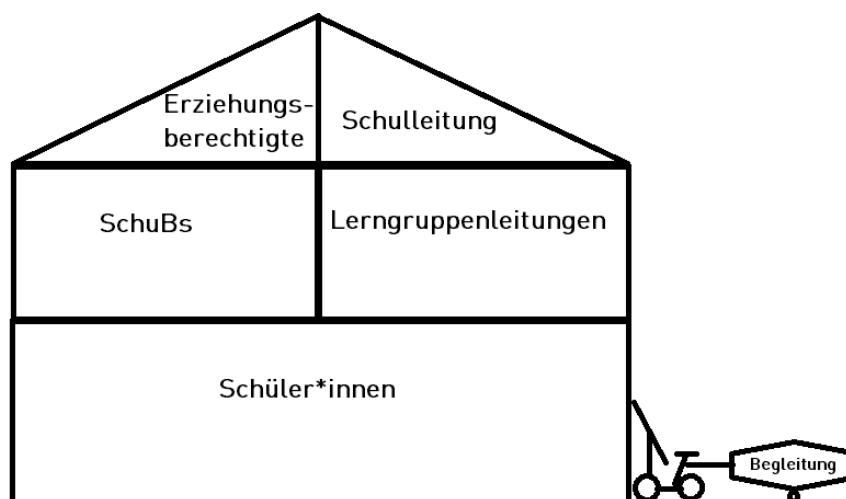 Erziehungs-
berechtigte
Schulleitung
SchuBs
Lerngruppenleitungen
Schüler*innen
Begleitung